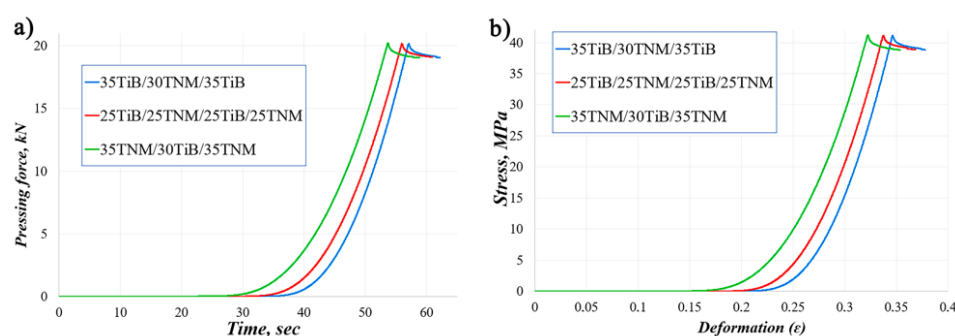 a)
Pressing force, kN
20
15
10
5
0
0 10 20 30 40 50 60
Time, sec
35TiB/30TNM/35TiB
25TiB/25TNM/25TiB/25TNM
35TNM/30TiB/35TNM
b)
Stress, MPa
40
35
30
25
20
15
10
5
0
0 0.05 0.1 0.15 0.2 0.25 0.3 0.35 0.4
Deformation (ε)
35TiB/30TNM/35TiB
25TiB/25TNM/25TiB/25TNM
35TNM/30TiB/35TNM